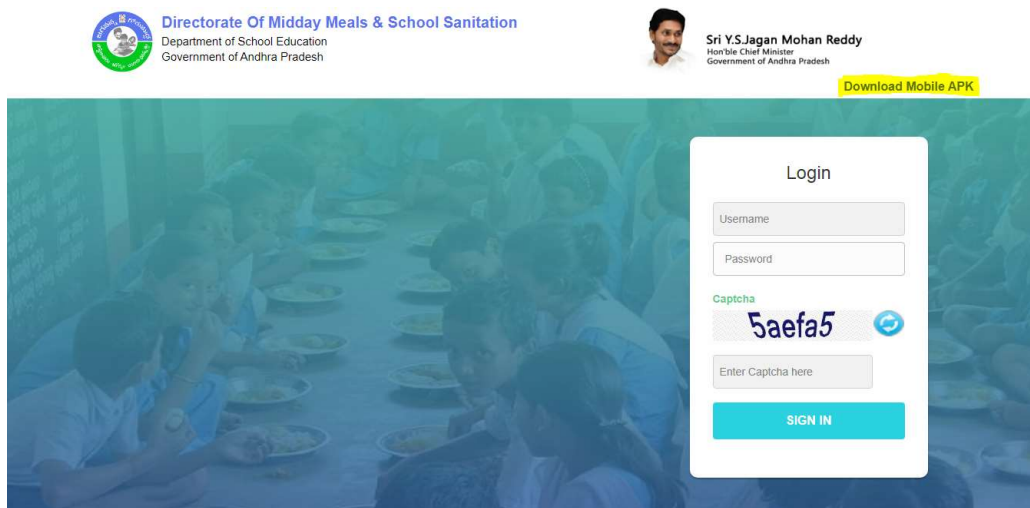 Directorate Of Midday Meals & School Sanitation
Department of School Education
Government of Andhra Pradesh
Sri Y.S.Jagan Mohan Reddy
Hon'ble Chief Minister
Government of Andhra Pradesh
Download Mobile APK
Login
Username
Password
Captcha
5aefa5
Enter Captcha here
SIGN IN